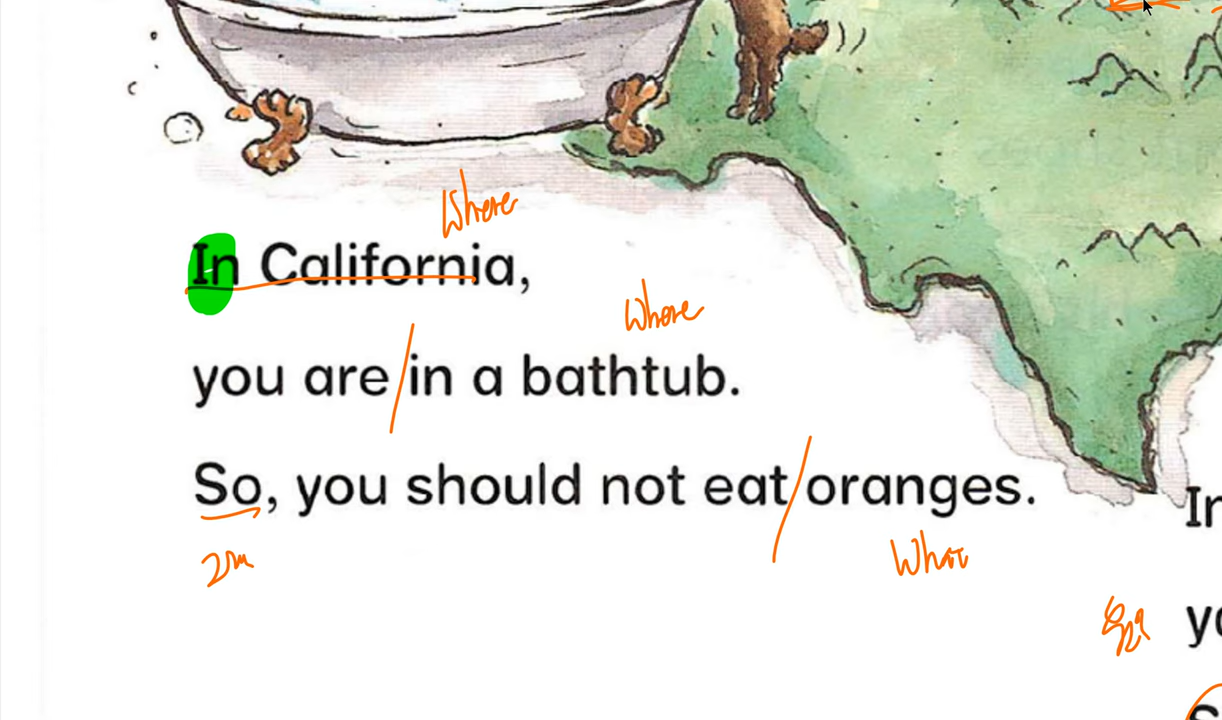 Where
In California,
Where
you are in a bathtub.
So, you should not eat oranges.
What
In
yo